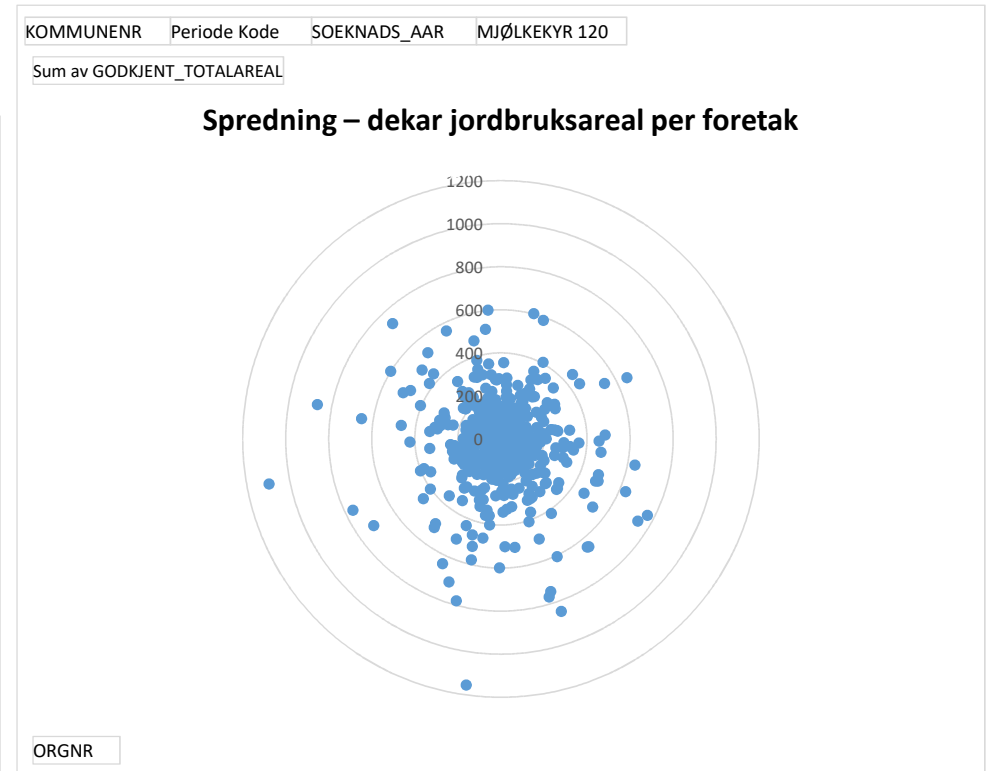 KOMMUNENR Periode Kode SOEKNADS_AAR MJØLKEKYR 120
Sum av GODKJENT_TOTALAREAL
Spredning – dekar jordbruksareal per foretak
1200
1000
800
600
400
200
0
ORGNR